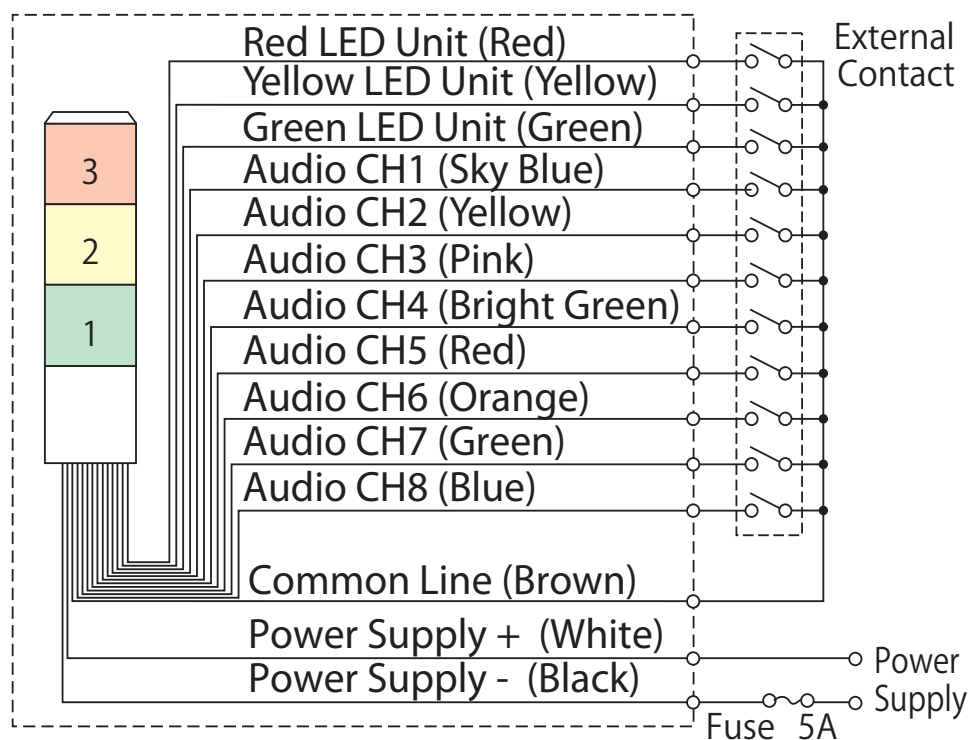 Red LED Unit (Red)
Yellow LED Unit (Yellow)
Green LED Unit (Green)
Audio CH1 (Sky Blue)
Audio CH2 (Yellow)
Audio CH3 (Pink)
Audio CH4 (Bright Green)
Audio CH5 (Red)
Audio CH6 (Orange)
Audio CH7 (Green)
Audio CH8 (Blue)
Common Line (Brown)
Power Supply + (White)
Power Supply - (Black)
External
Contact
3
2
1
Power
Supply
Fuse 5A